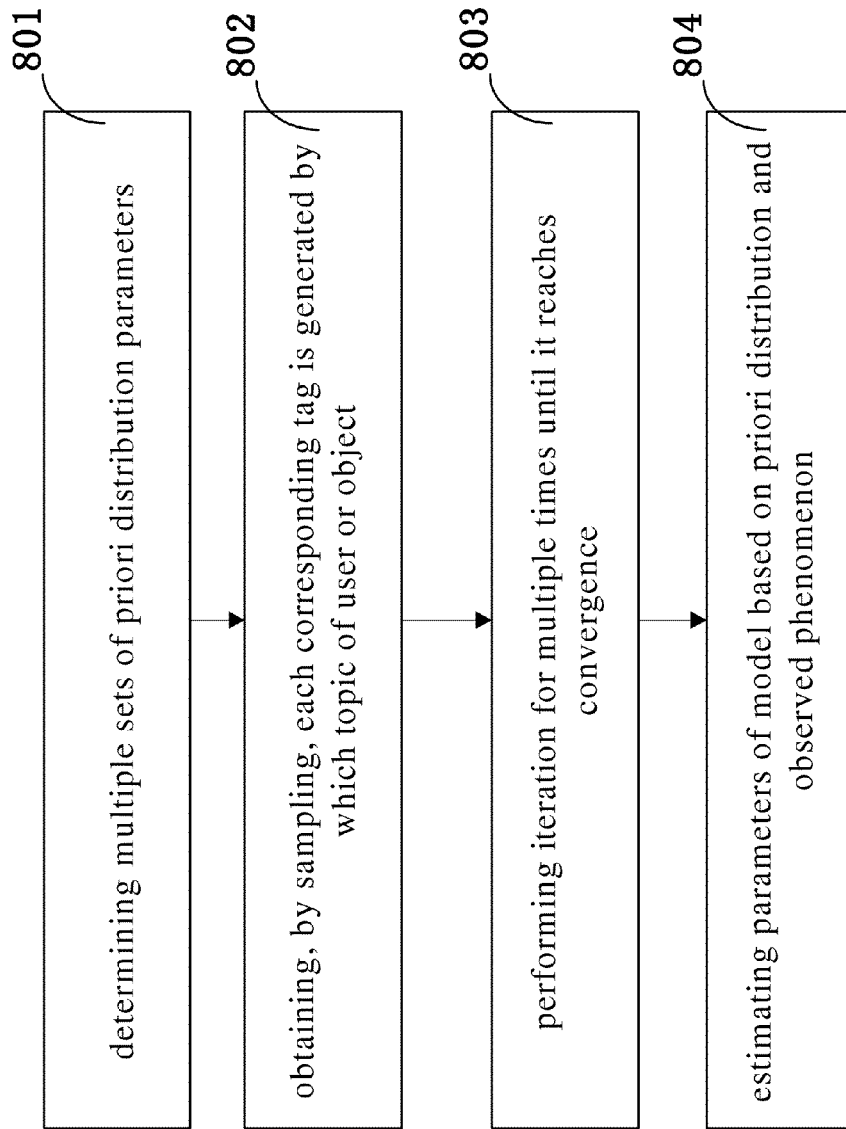 801
determining multiple sets of priori distribution parameters
802
obtaining, by sampling, each corresponding tag is generated by
which topic of user or object
803
performing iteration for multiple times until it reaches
convergence
804
estimating parameters of model based on priori distribution and
observed phenomenon